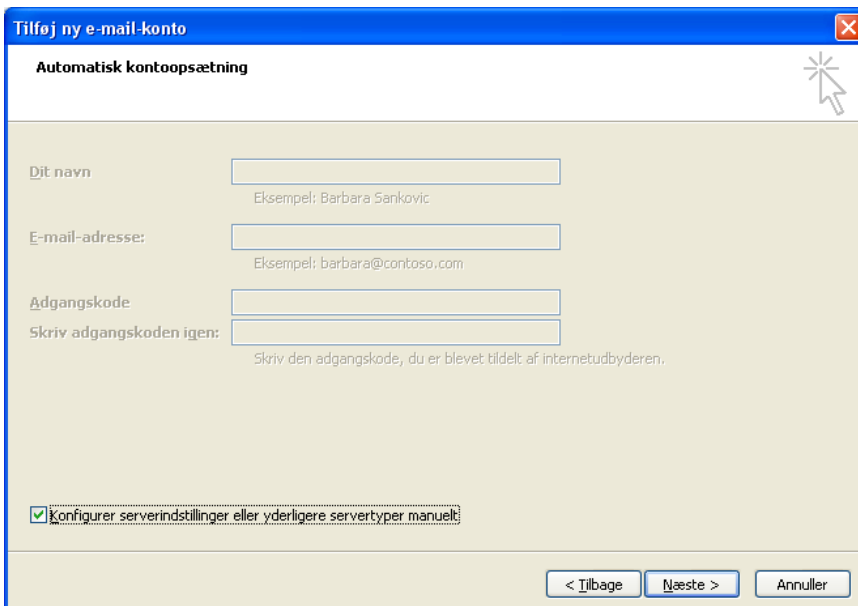 Tilføj ny e-mail-konto
Automatisk kontoopsætning
Dit navn
Eksempel: Barbara Sankovic
E-mail-adresse:
Eksempel: barbara@contoso.com
Adgangskode
Skriv adgangskoden igen:
Skriv den adgangskode, du er blevet tildelt af internetudbyderen.
Konfigurer serverindstillinger eller yderligere servertyper manuelt
< Tilbage Næste > Annuller